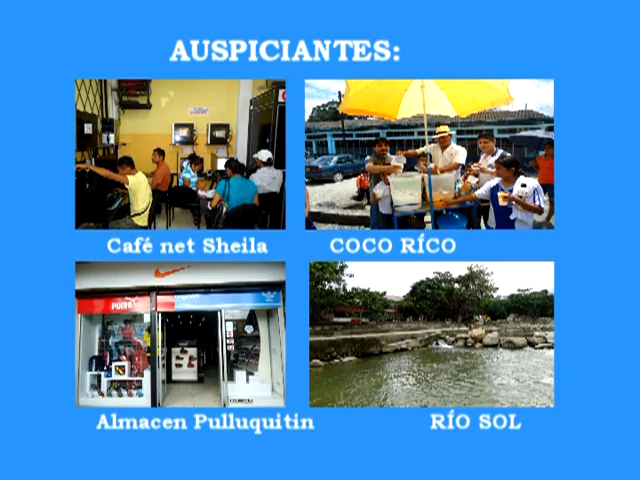 AUSPICIANTES:
Café net Sheila
COCO RÍCO
PUMA
Almacen Pulluquitin
RÍO SOL